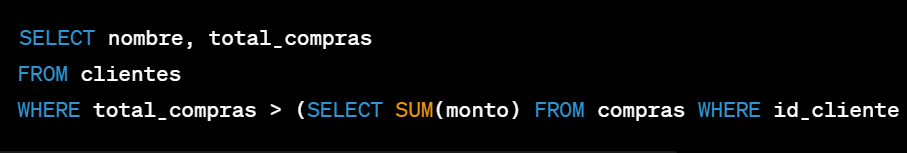 SELECT nombre, total_compras
FROM clientes
WHERE total_compras > (SELECT SUM(monto) FROM compras WHERE id_cliente